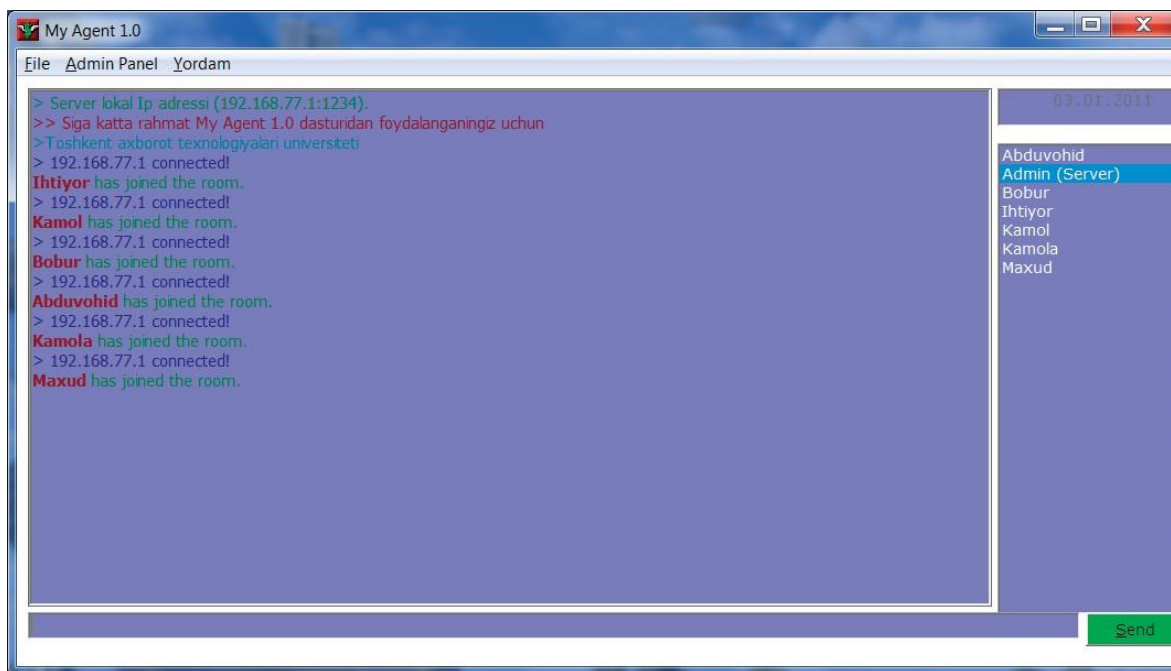 My Agent 1.0
File Admin Panel Yordam
> Server lokal Ip adressi (192.168.77.1:1234).
>> Siga katta rahmat My Agent 1.0 dasturidan foydalanganingiz uchun
>Toshkent axborot texnologiyalari universiteti
> 192.168.77.1 connected!
Ihtiyor has joined the room.
> 192.168.77.1 connected!
Kamol has joined the room.
> 192.168.77.1 connected!
Bobur has joined the room.
> 192.168.77.1 connected!
Abduvohid has joined the room.
> 192.168.77.1 connected!
Kamola has joined the room.
> 192.168.77.1 connected!
Maxud has joined the room.
03.01.2011
Abduvohid
Admin (Server)
Bobur
Ihtiyor
Kamol
Kamola
Maxud
Send